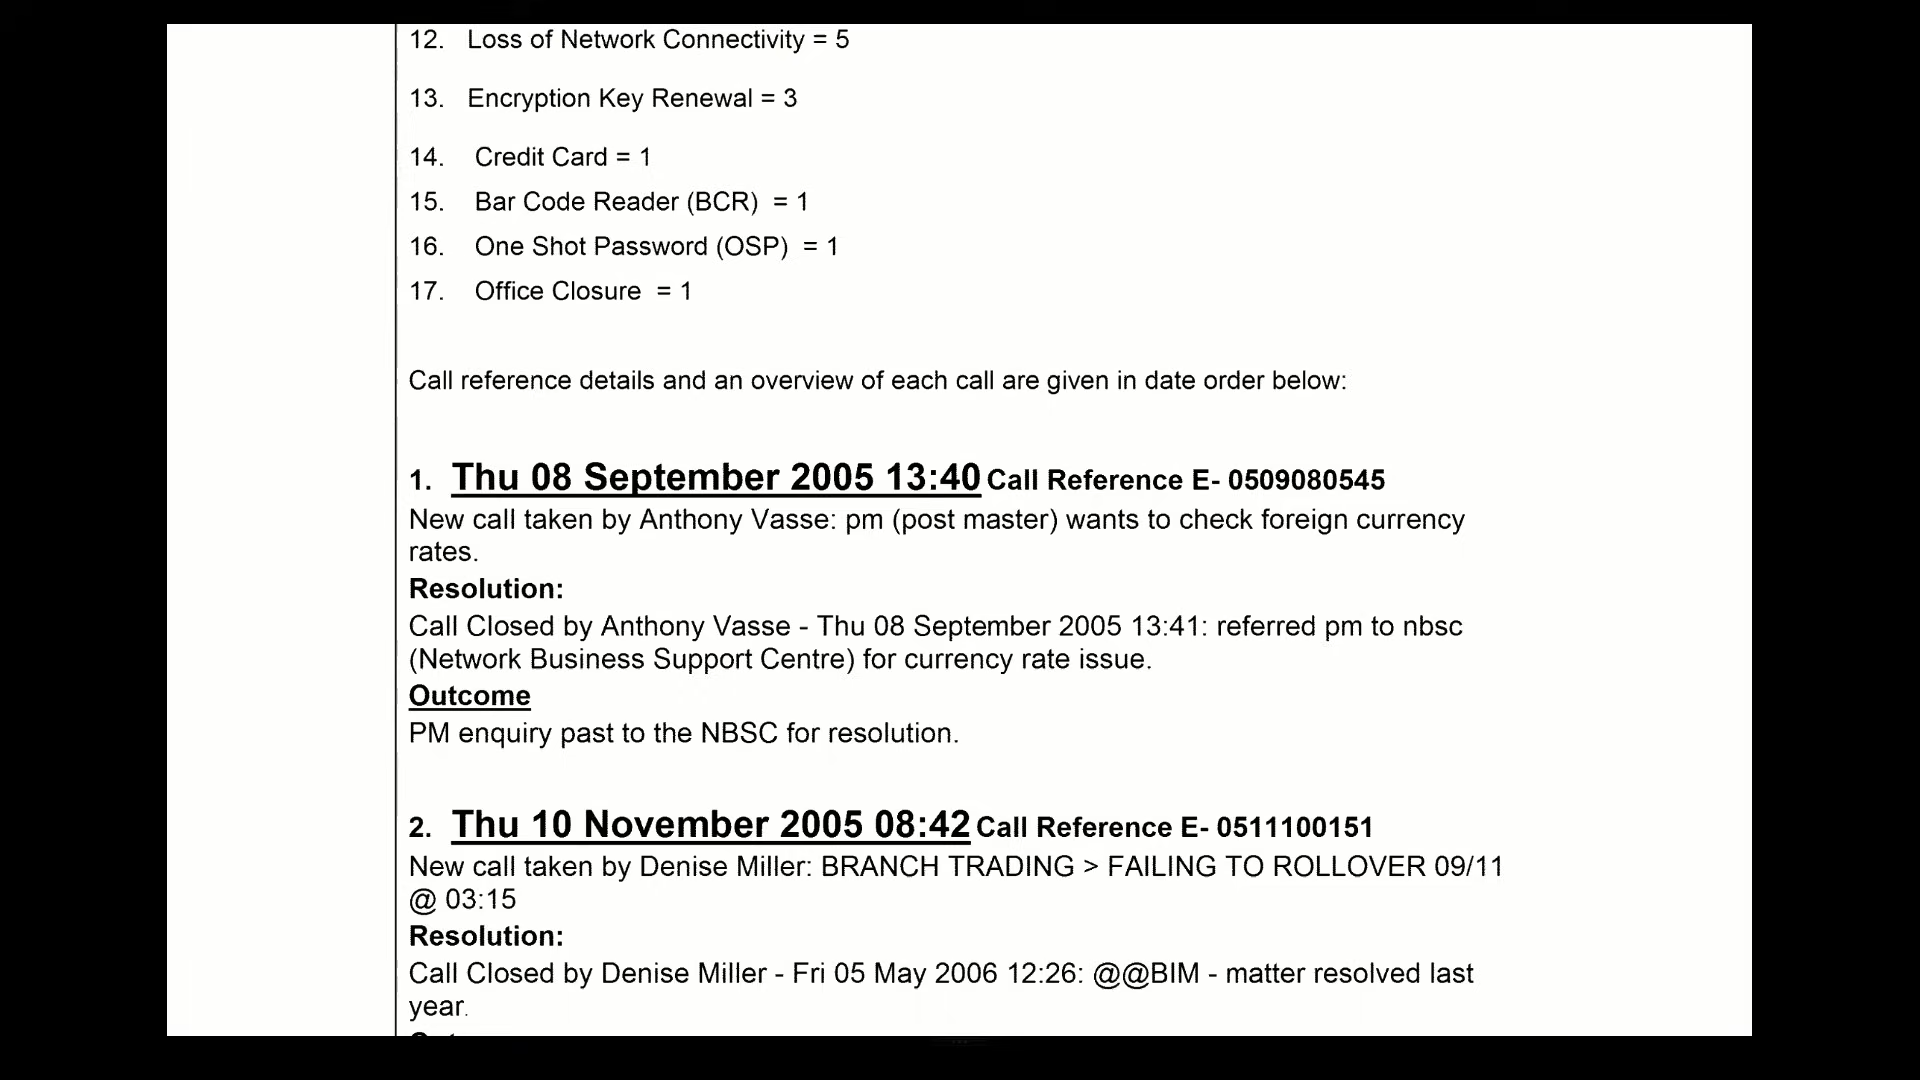 12. Loss of Network Connectivity = 5
13. Encryption Key Renewal = 3
14. Credit Card = 1
15. Bar Code Reader (BCR) = 1
16. One Shot Password (OSP) = 1
17. Office Closure = 1
Call reference details and an overview of each call are given in date order below:
1. Thu 08 September 2005 13:40 Call Reference E- 0509080545
New call taken by Anthony Vasse: pm (post master) wants to check foreign currency
rates.
Resolution:
Call Closed by Anthony Vasse - Thu 08 September 2005 13:41: referred pm to nbsc
(Network Business Support Centre) for currency rate issue.
Outcome
PM enquiry past to the NBSC for resolution.
2. Thu 10 November 2005 08:42 Call Reference E- 0511100151
New call taken by Denise Miller: BRANCH TRADING > FAILING TO ROLLOVER 09/11
@ 03:15
Resolution:
Call Closed by Denise Miller - Fri 05 May 2006 12:26: @@BIM - matter resolved last
year.